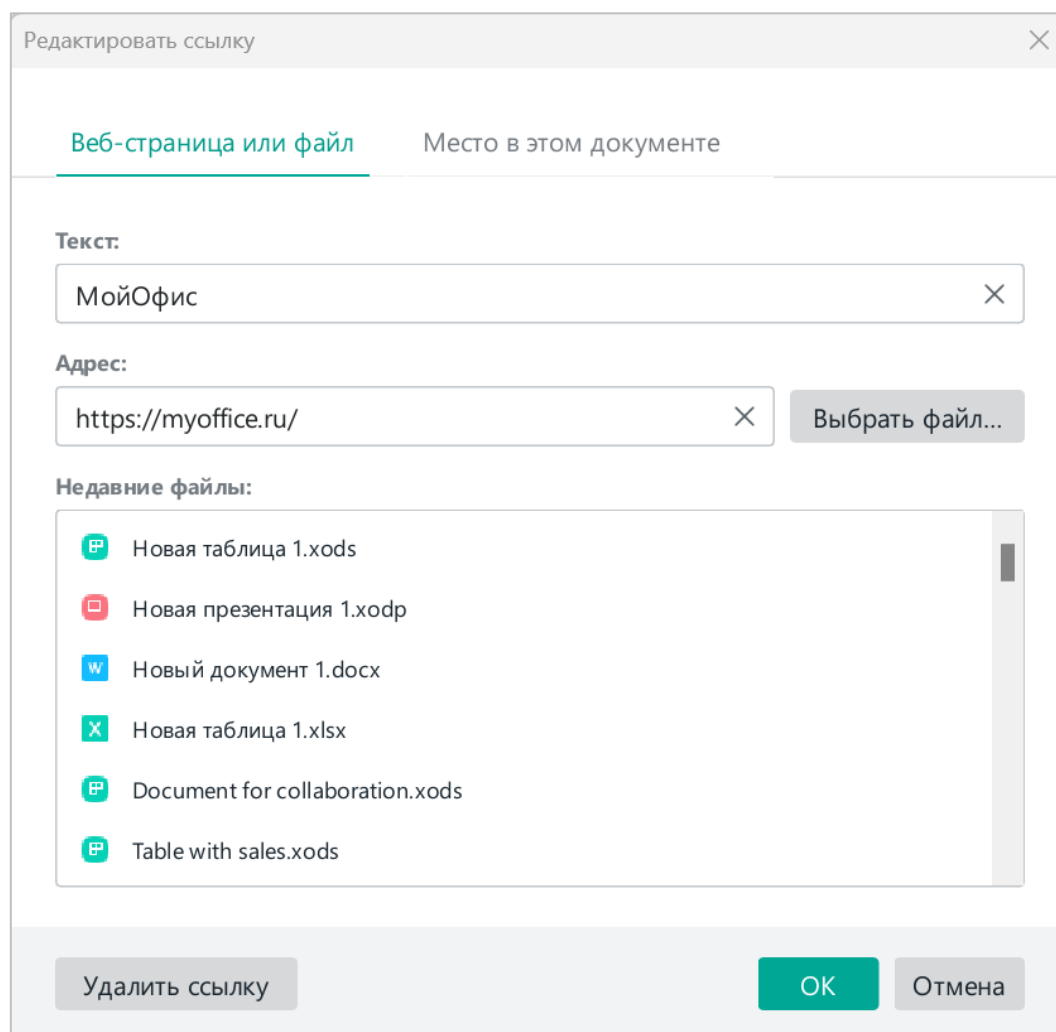 Редактировать ссылку
Веб-страница или файл Место в этом документе
Текст:
МойОфис
Адрес:
https://myoffice.ru/ Выбрать файл...
Недавние файлы:
Новая таблица 1.xods
Новая презентация 1.xodp
Новый документ 1.docx
Новая таблица 1.xlsx
Document for collaboration.xods
Table with sales.xods
Удалить ссылку ОК Отмена